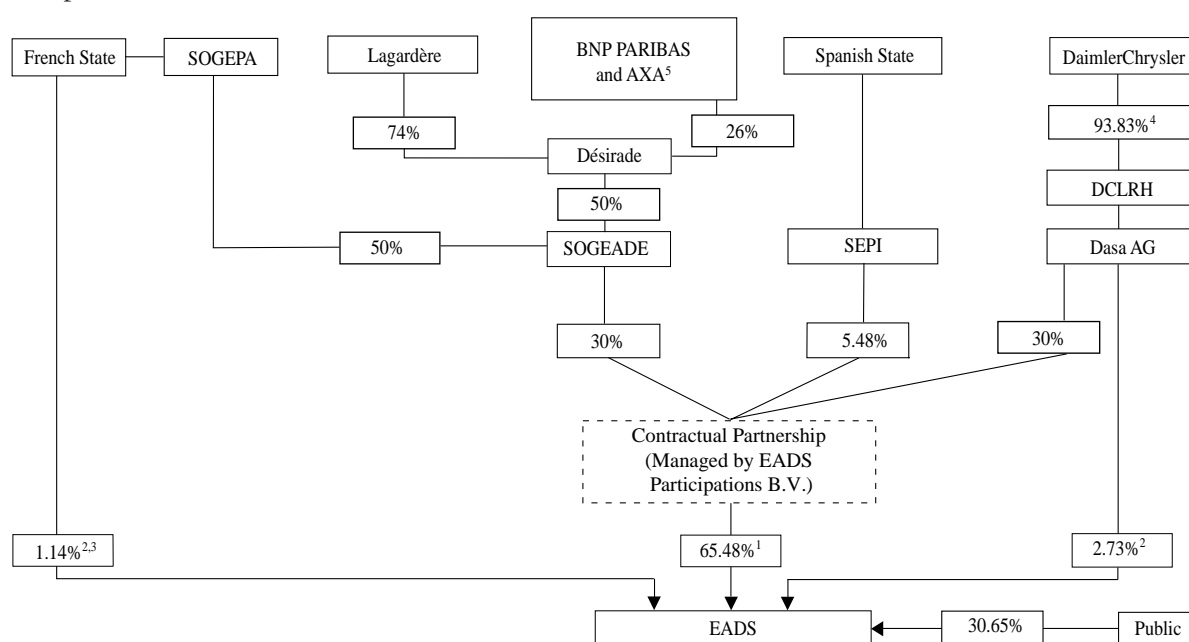 French State
SOGEPA
Lagardère
BNP PARIBAS
and AXA5
Spanish State
DaimlerChrysler
74%
26%
93.83%4
Désirade
DCLRH
50%
50%
SOGEADE
SEPI
Dasa AG
30%
5.48%
30%
Contractual Partnership
(Managed by EADS
Participations B.V.)
1.14%2,3
65.48%1
2.73%2
EADS
30.65%
Public